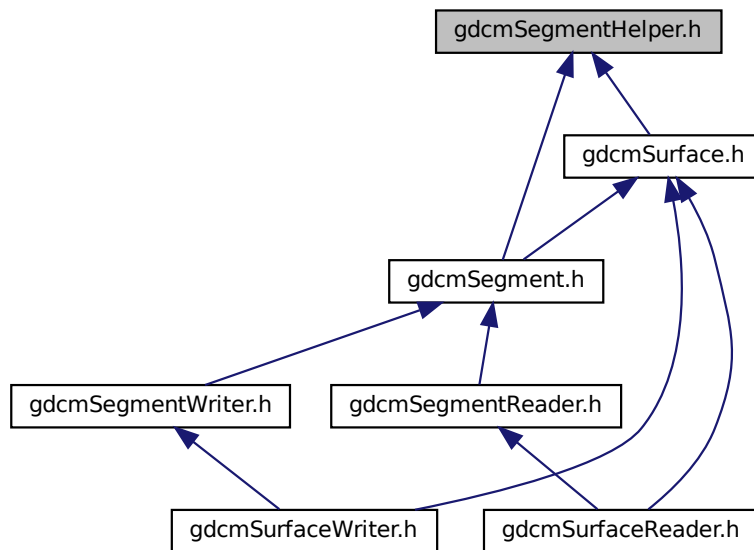 gdcmSegmentHelper.h
gdcmSurface.h
gdcmSegment.h
gdcmSegmentWriter.h
gdcmSegmentReader.h
gdcmSurfaceWriter.h
gdcmSurfaceReader.h